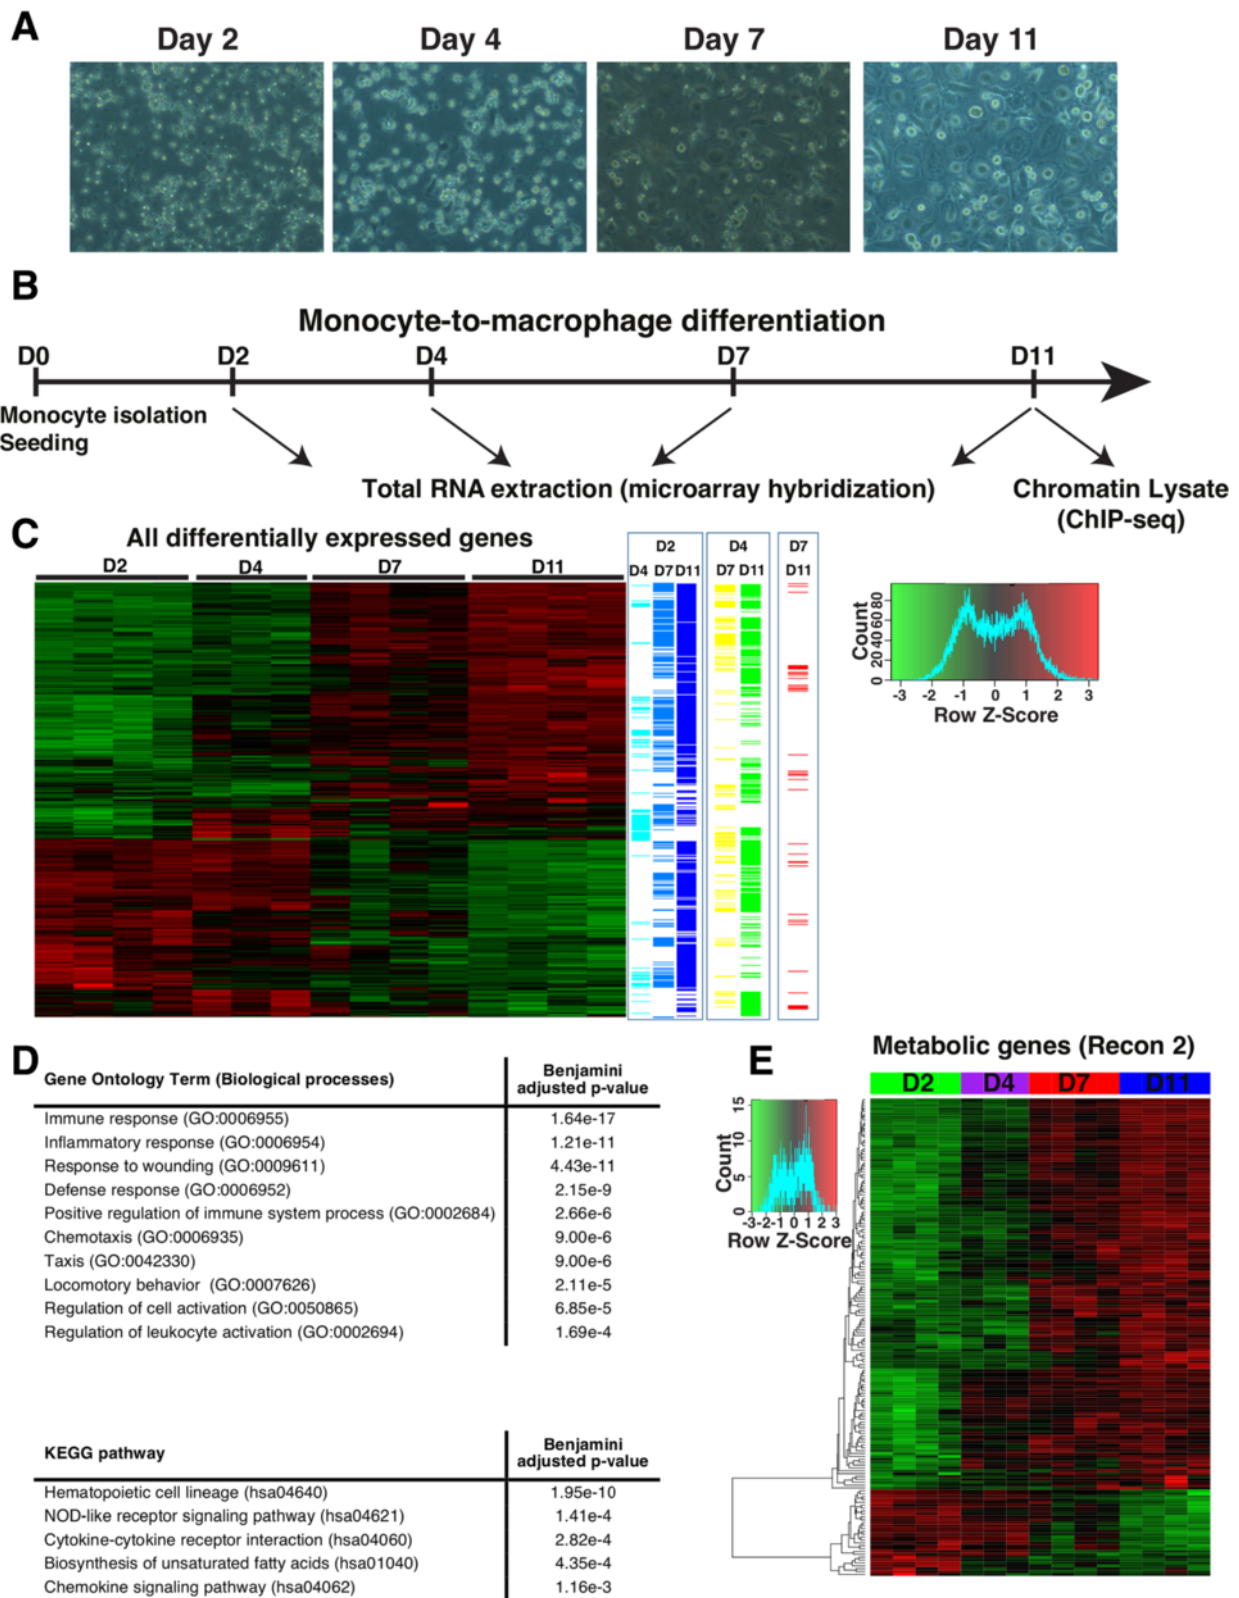 A
Day 2 Day 4 Day 7 Day 11
B
Monocyte-to-macrophage differentiation
D0 D2 D4 D7 D11
Monocyte isolation
Seeding
Total RNA extraction (microarray hybridization)
Chromatin Lysate
(ChIP-seq)
C
All differentially expressed genes
D2 D4 D7 D11
D2 D4 D7
D4 D7 D11 D7 D11 D11
Count
0 20 40 60 80
-3 -2 -1 0 1 2 3
Row Z-Score
D
Gene Ontology Term (Biological processes) Benjamini
adjusted p-value
Immune response (GO:0006955) 1.64e-17
Inflammatory response (GO:0006954) 1.21e-11
Response to wounding (GO:0009611) 4.43e-11
Defense response (GO:0006952) 2.15e-9
Positive regulation of immune system process (GO:0002684) 2.66e-6
Chemotaxis (GO:0006935) 9.00e-6
Taxis (GO:0042330) 9.00e-6
Locomotory behavior (GO:0007626) 2.11e-5
Regulation of cell activation (GO:0050865) 6.85e-5
Regulation of leukocyte activation (GO:0002694) 1.69e-4
KEGG pathway Benjamini
adjusted p-value
Hematopoietic cell lineage (hsa04640) 1.95e-10
NOD-like receptor signaling pathway (hsa04621) 1.41e-4
Cytokine-cytokine receptor interaction (hsa04060) 2.82e-4
Biosynthesis of unsaturated fatty acids (hsa01040) 4.35e-4
Chemokine signaling pathway (hsa04062) 1.16e-3
E
Metabolic genes (Recon 2)
D2 D4 D7 D11
Count
0 5 10 15
-3 -2 -1 0 1 2 3
Row Z-Score